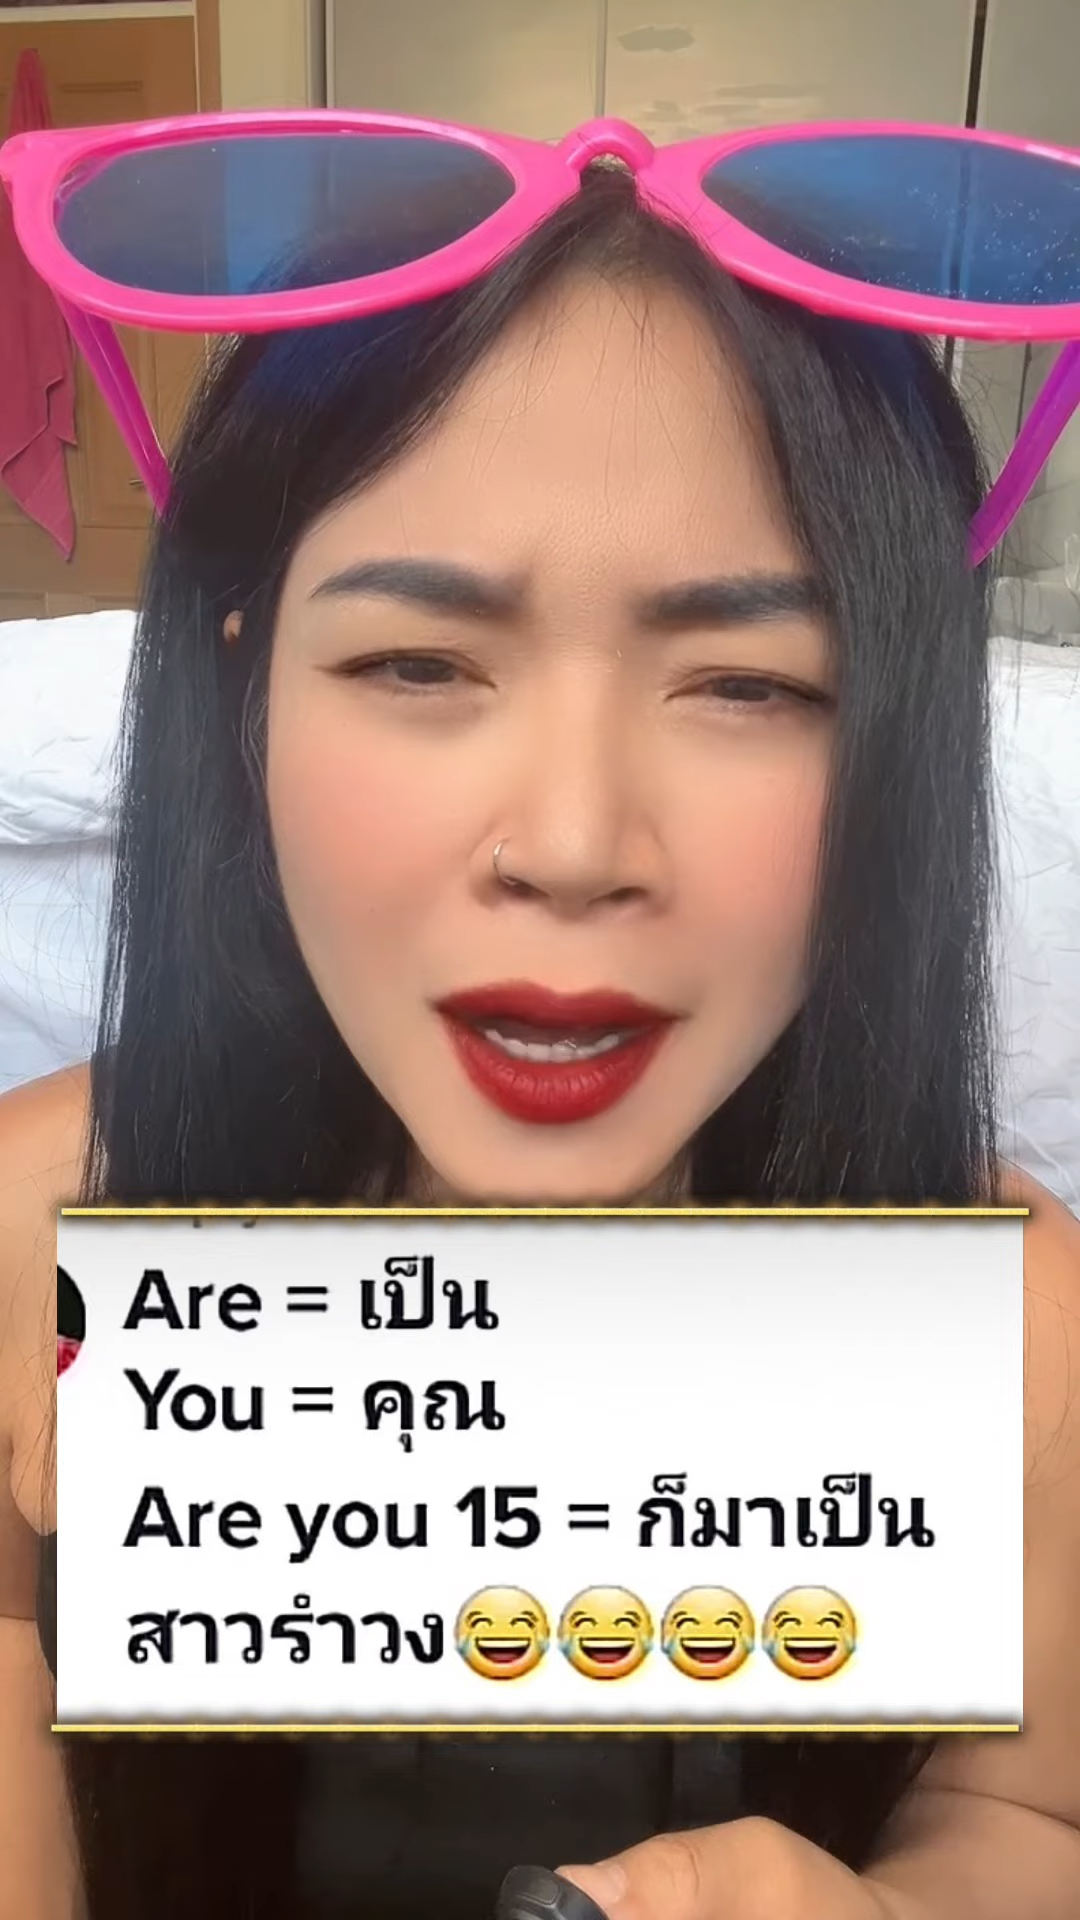 Are = เป็น
You = คุณ
Are you 15 = ก็มาเป็น
สาวรำวง😂😂😂😂